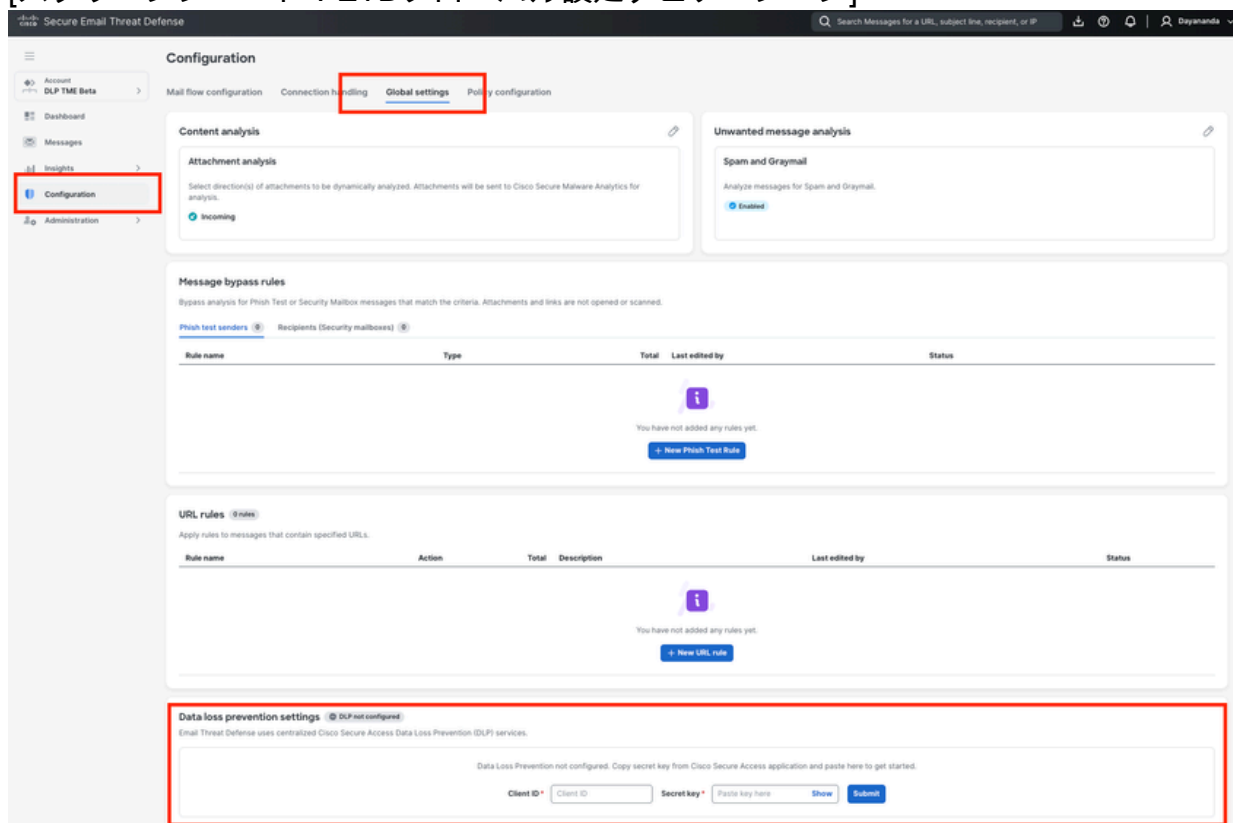 Secure Email Threat Defense
Search Messages for a URL, subject line, recipient, or IP
Dayananda
Account
DLP TME Beta
Dashboard
Messages
Insights
Configuration
Administration
Configuration
Mail flow configuration
Connection handling
Global settings
Policy configuration
Content analysis
Attachment analysis
Select direction(s) of attachments to be dynamically analyzed. Attachments will be sent to Cisco Secure Malware Analytics for
analysis.
Incoming
Unwanted message analysis
Spam and Graymail
Analyze messages for Spam and Graymail.
Enabled
Message bypass rules
Bypass analysis for Phish Test or Security Mailbox messages that match the criteria. Attachments and links are not opened or scanned.
Phish test senders 0 Recipients (Security mailboxes) 0
Rule name Type Total Last edited by Status
You have not added any rules yet.
+ New Phish Test Rule
URL rules 0 rules
Apply rules to messages that contain specified URLs.
Rule name Action Total Description Last edited by Status
You have not added any rules yet.
+ New URL rule
Data loss prevention settings DLP not configured
Email Threat Defense uses centralized Cisco Secure Access Data Loss Prevention (DLP) services.
Data Loss Prevention not configured. Copy secret key from Cisco Secure Access application and paste here to get started.
Client ID * Client ID Secret key * Paste key here Show Submit